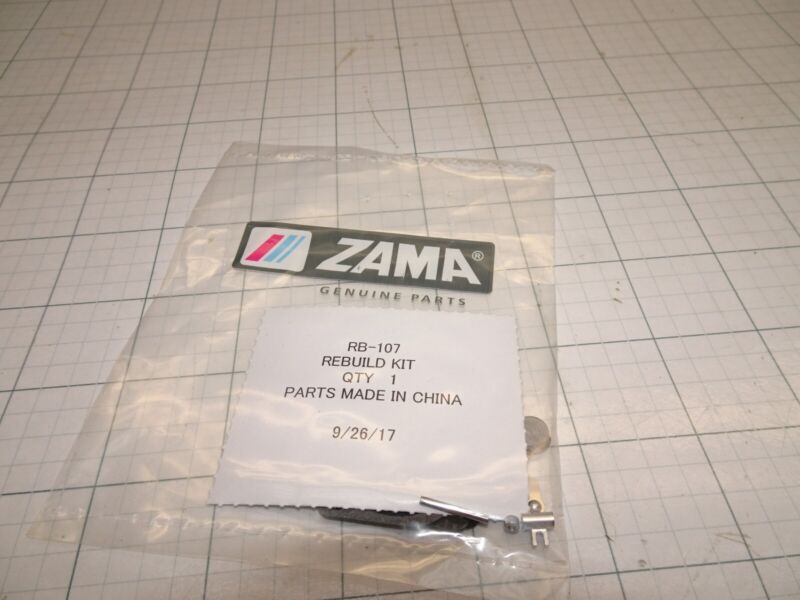 ZAMA®
GENUINE PARTS
RB-107
REBUILD KIT
QTY 1
PARTS MADE IN CHINA
9/26/17